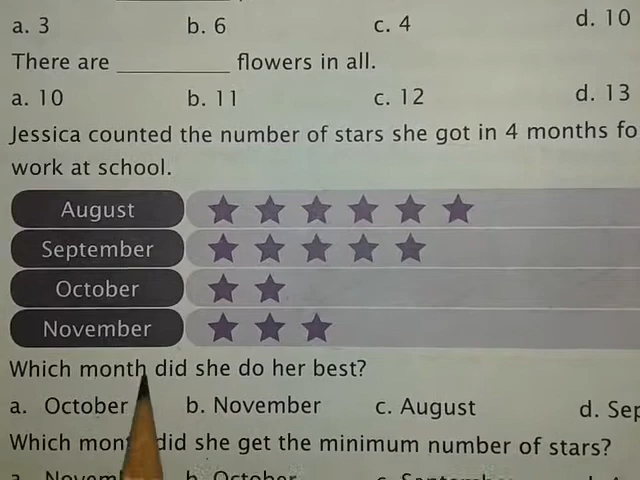 a. 3 b. 6 c. 4 d. 10
There are __________ flowers in all.
a. 10 b. 11 c. 12 d. 13
Jessica counted the number of stars she got in 4 months fo
work at school.
August
September
October
November
Which month did she do her best?
a. October b. November c. August d. Sep
Which mon did she get the minimum number of stars?
b. October